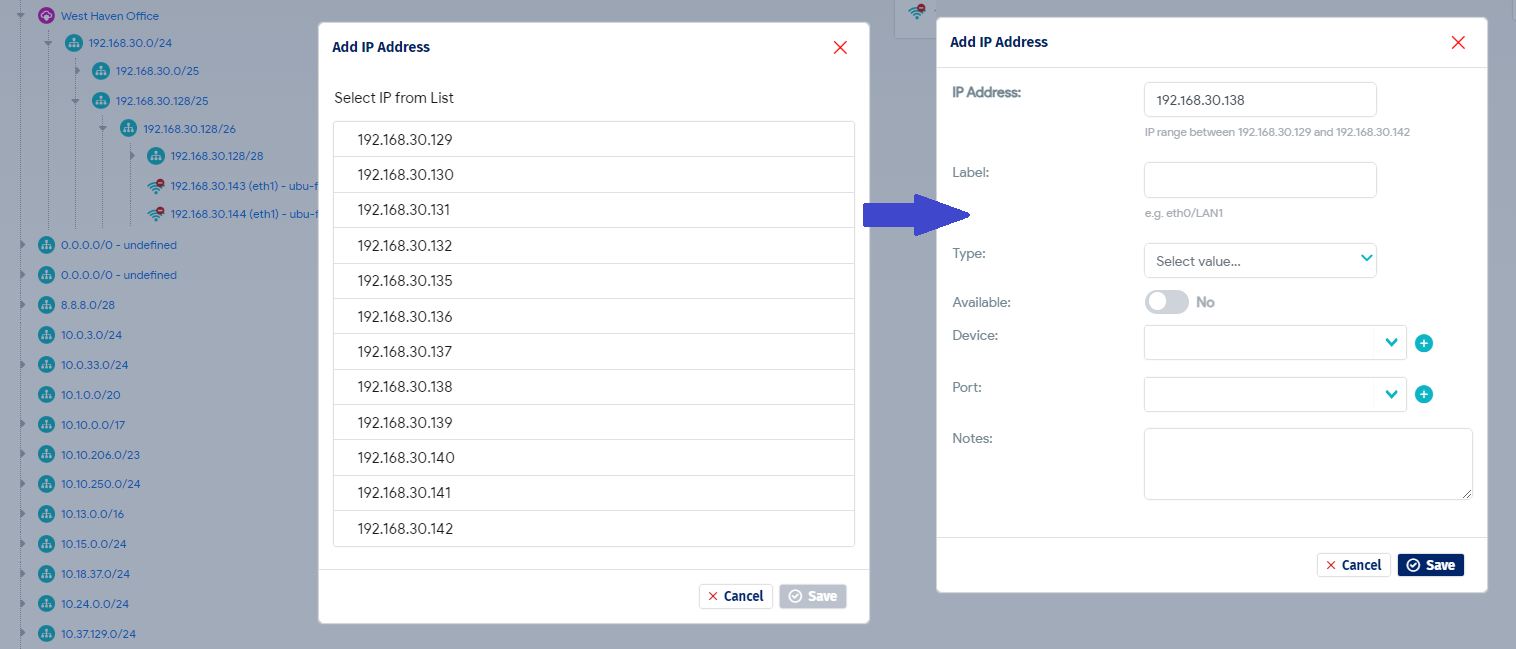 West Haven Office
192.168.30.0/24
192.168.30.0/25
192.168.30.128/25
192.168.30.128/26
192.168.30.128/28
192.168.30.143 (eth1) - ubu-f
192.168.30.144 (eth1) - ubu-f
0.0.0.0/0 - undefined
0.0.0.0/0 - undefined
8.8.8.0/28
10.0.3.0/24
10.0.33.0/24
10.1.0.0/20
10.10.0.0/17
10.10.206.0/23
10.10.250.0/24
10.13.0.0/16
10.15.0.0/24
10.18.37.0/24
10.24.0.0/24
10.37.129.0/24
Add IP Address
Select IP from List
192.168.30.129
192.168.30.130
192.168.30.131
192.168.30.132
192.168.30.135
192.168.30.136
192.168.30.137
192.168.30.138
192.168.30.139
192.168.30.140
192.168.30.141
192.168.30.142
Cancel
Save
Add IP Address
IP Address:
192.168.30.138
IP range between 192.168.30.129 and 192.168.30.142
Label:
e.g. eth0/LAN1
Type:
Select value...
Available:
No
Device:
Port:
Notes:
Cancel
Save